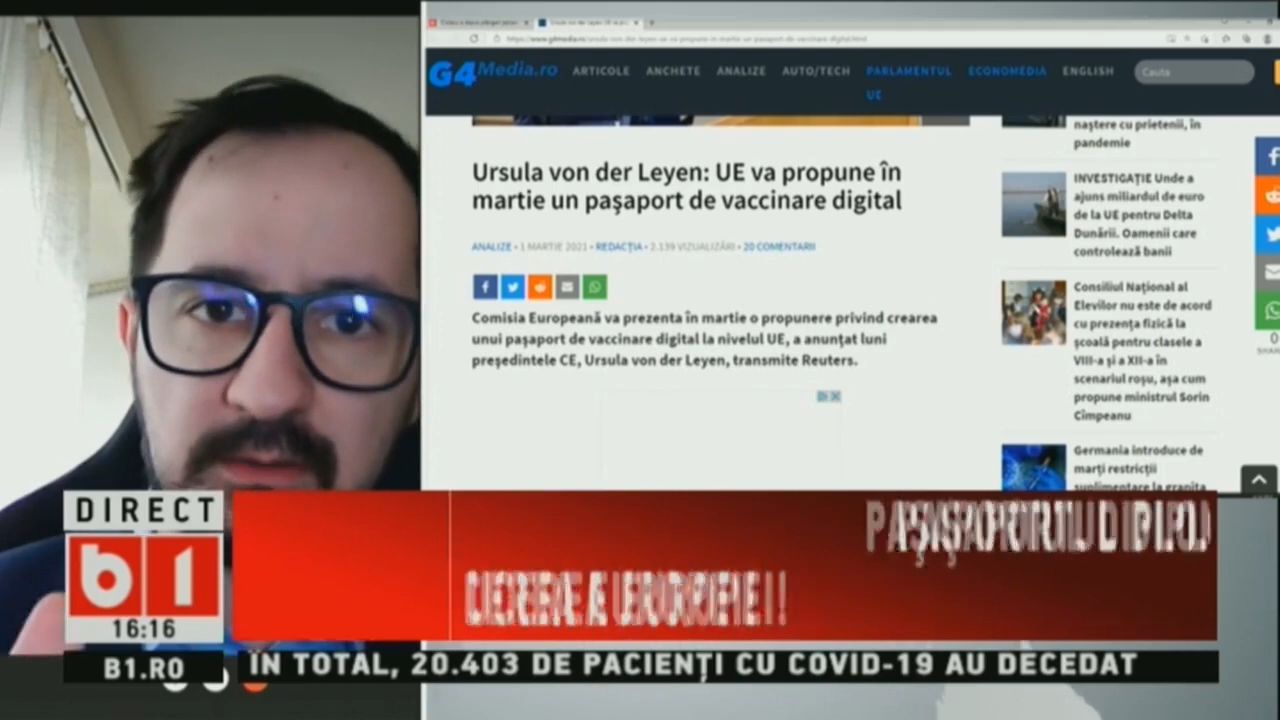 G4Media.ro
ARTICOLE
ANCHETE
ANALIZE
AUTO/TECH
PARLAMENTUL UE
ECONOMEDIA
ENGLISH
Cauta
Ursula von der Leyen: UE va propune în
martie un pașaport de vaccinare digital
ANALIZE • 1 MARTIE 2021 • REDACȚIA • 2.139 VIZUALIZĂRI • 20 COMENTARII
Comisia Europeană va prezenta în martie o propunere privind crearea
unui pașaport de vaccinare digital la nivelul UE, a anunțat luni
președintele CE, Ursula von der Leyen, transmite Reuters.
naștere cu prietenii, în
pandemie
INVESTIGAȚIE Unde a
ajuns miliardul de euro
de la UE pentru Delta
Dunării. Oamenii care
controlează banii
Consiliul Național al
Elevilor nu este de acord
cu prezența fizică la
școală pentru clasele a
VIII-a și a XII-a în
scenariul roșu, așa cum
propune ministrul Sorin
Cîmpeanu
Germania introduce de
marți restricții
suplimentare la granița
0
DIRECT
b1
16:16
B1.RO
ÎN TOTAL, 20.403 DE PACIENȚI CU COVID-19 AU DECEDAT